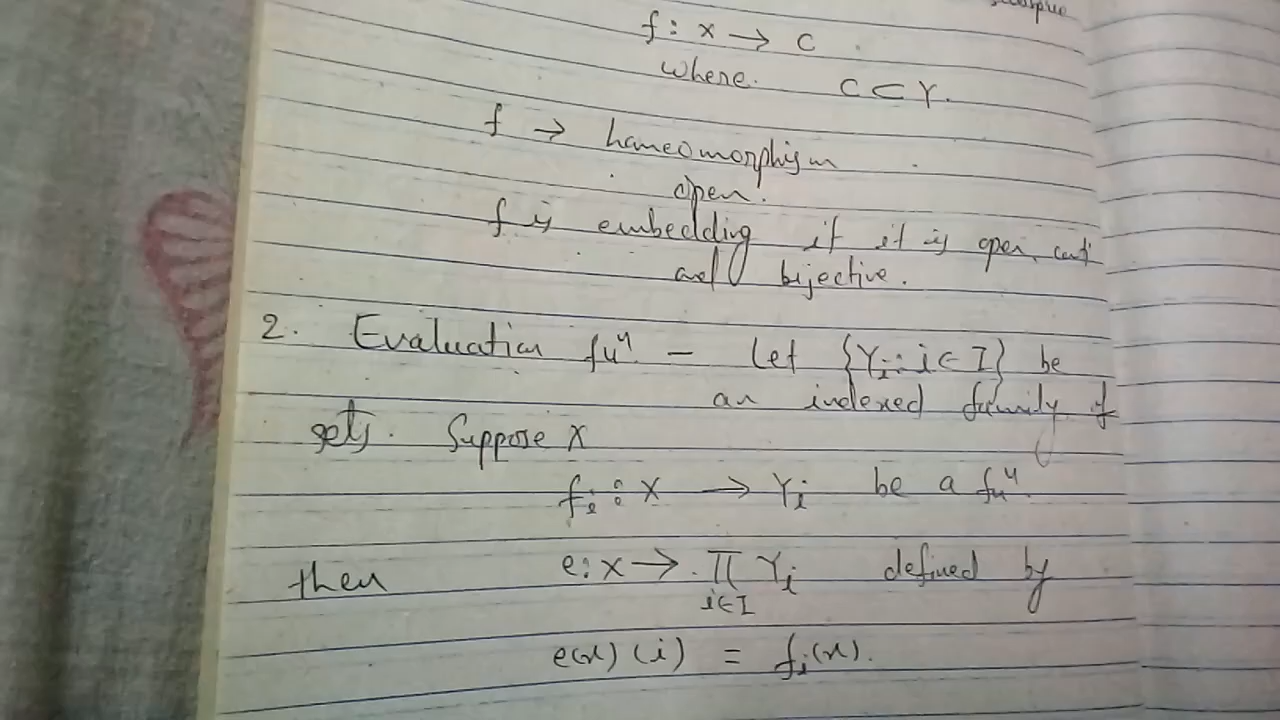 f : x → C
where. C ⊂ Y.
f → homeomorphism
open.
f is embedding if it is open, cont
and bijective.
2. Evaluation fuⁿ – Let {Yᵢ : i ∈ I} be
an indexed family of
sets. Suppose X
fᵢ : X → Yᵢ be a fuⁿ.
then e : x → ∏ Yᵢ defined by
i∈I
e(x)(i) = fᵢ(x).